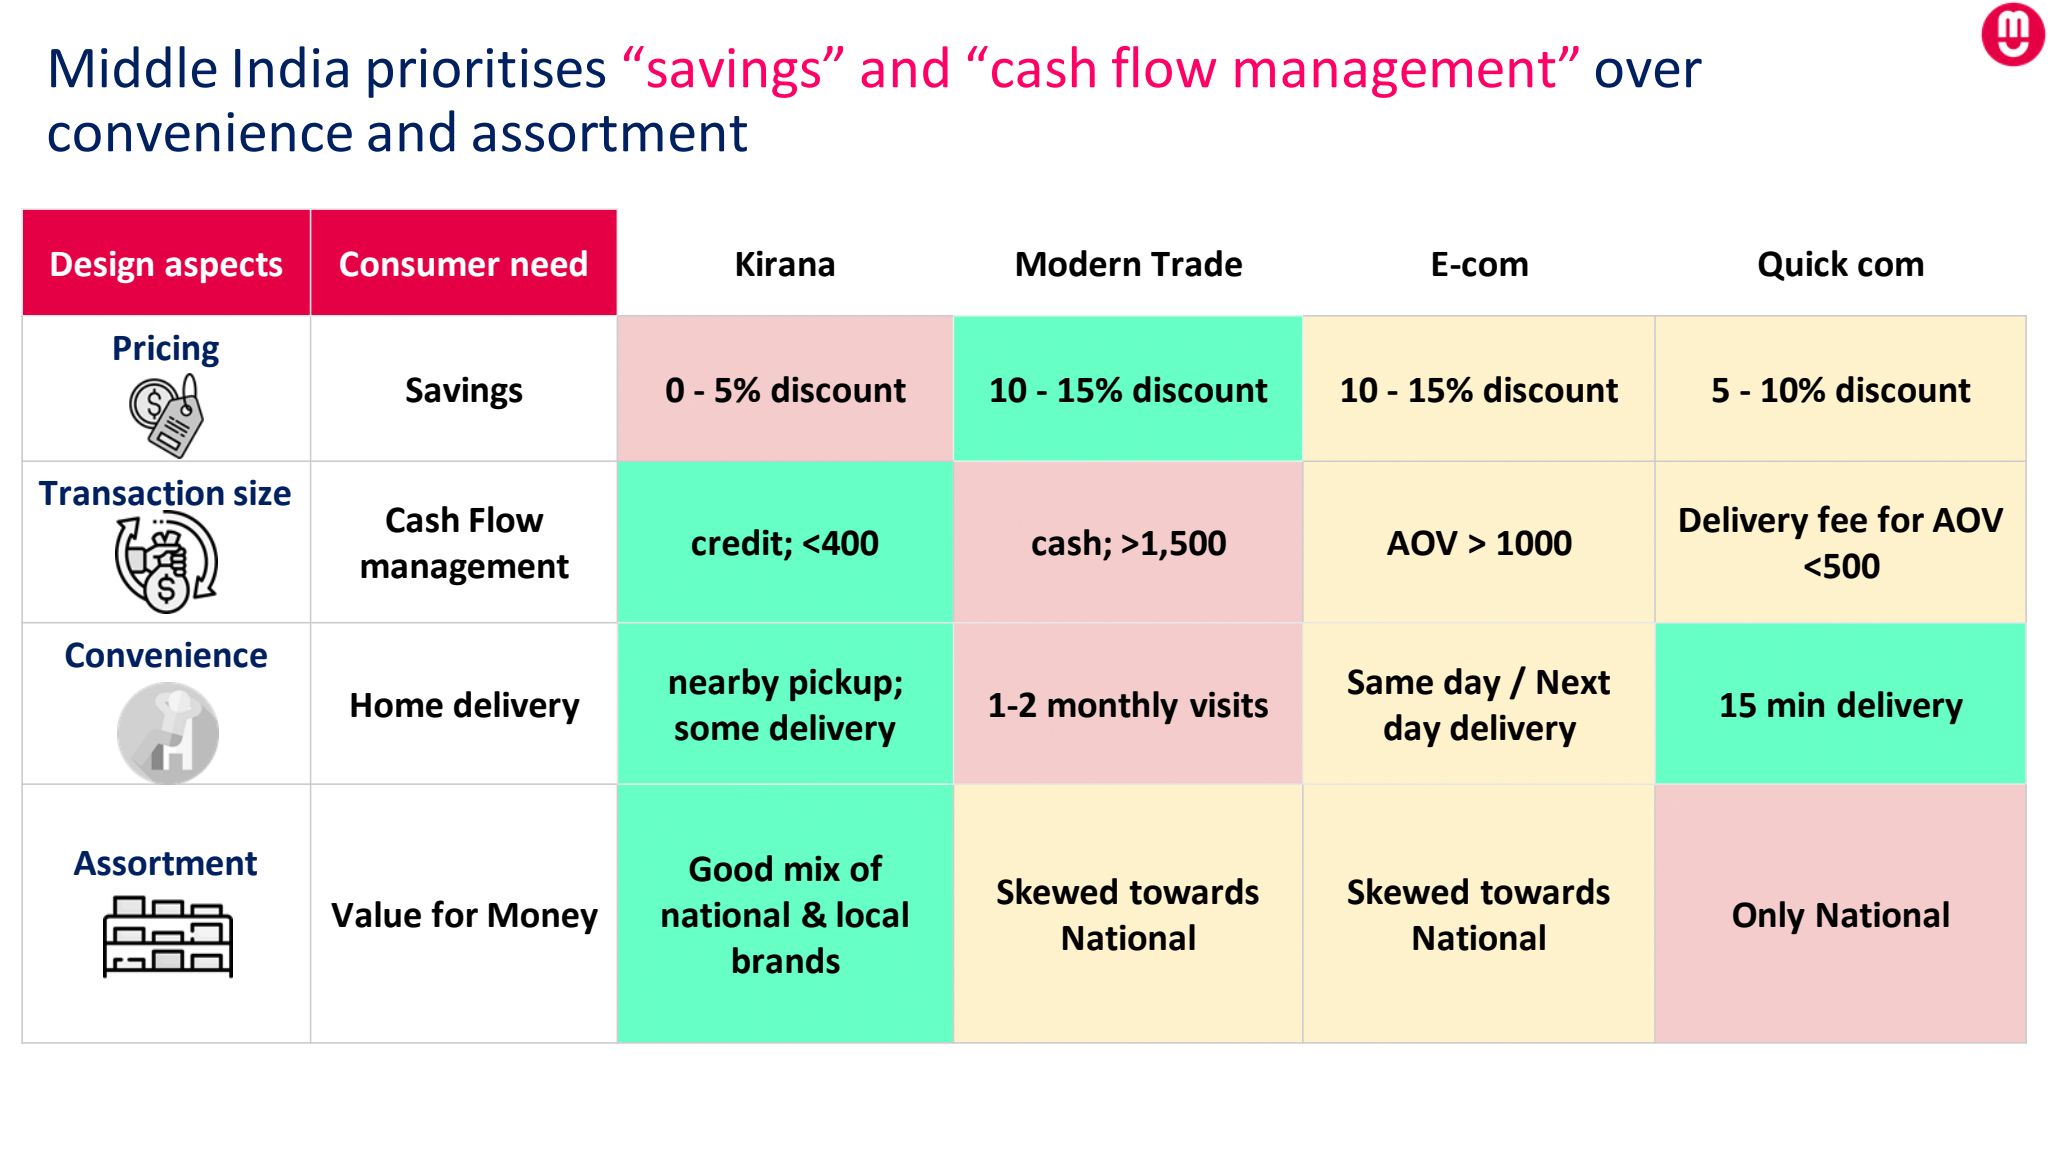 Middle India prioritises “savings” and “cash flow management” over
convenience and assortment
Design aspects
Consumer need
Kirana
Modern Trade
E-com
Quick com
Pricing
Savings
0 - 5% discount
10 - 15% discount
10 - 15% discount
5 - 10% discount
Transaction size
Cash Flow
management
credit; <400
cash; >1,500
AOV > 1000
Delivery fee for AOV
<500
Convenience
Home delivery
nearby pickup;
some delivery
1-2 monthly visits
Same day / Next
day delivery
15 min delivery
Assortment
Value for Money
Good mix of
national & local
brands
Skewed towards
National
Skewed towards
National
Only National